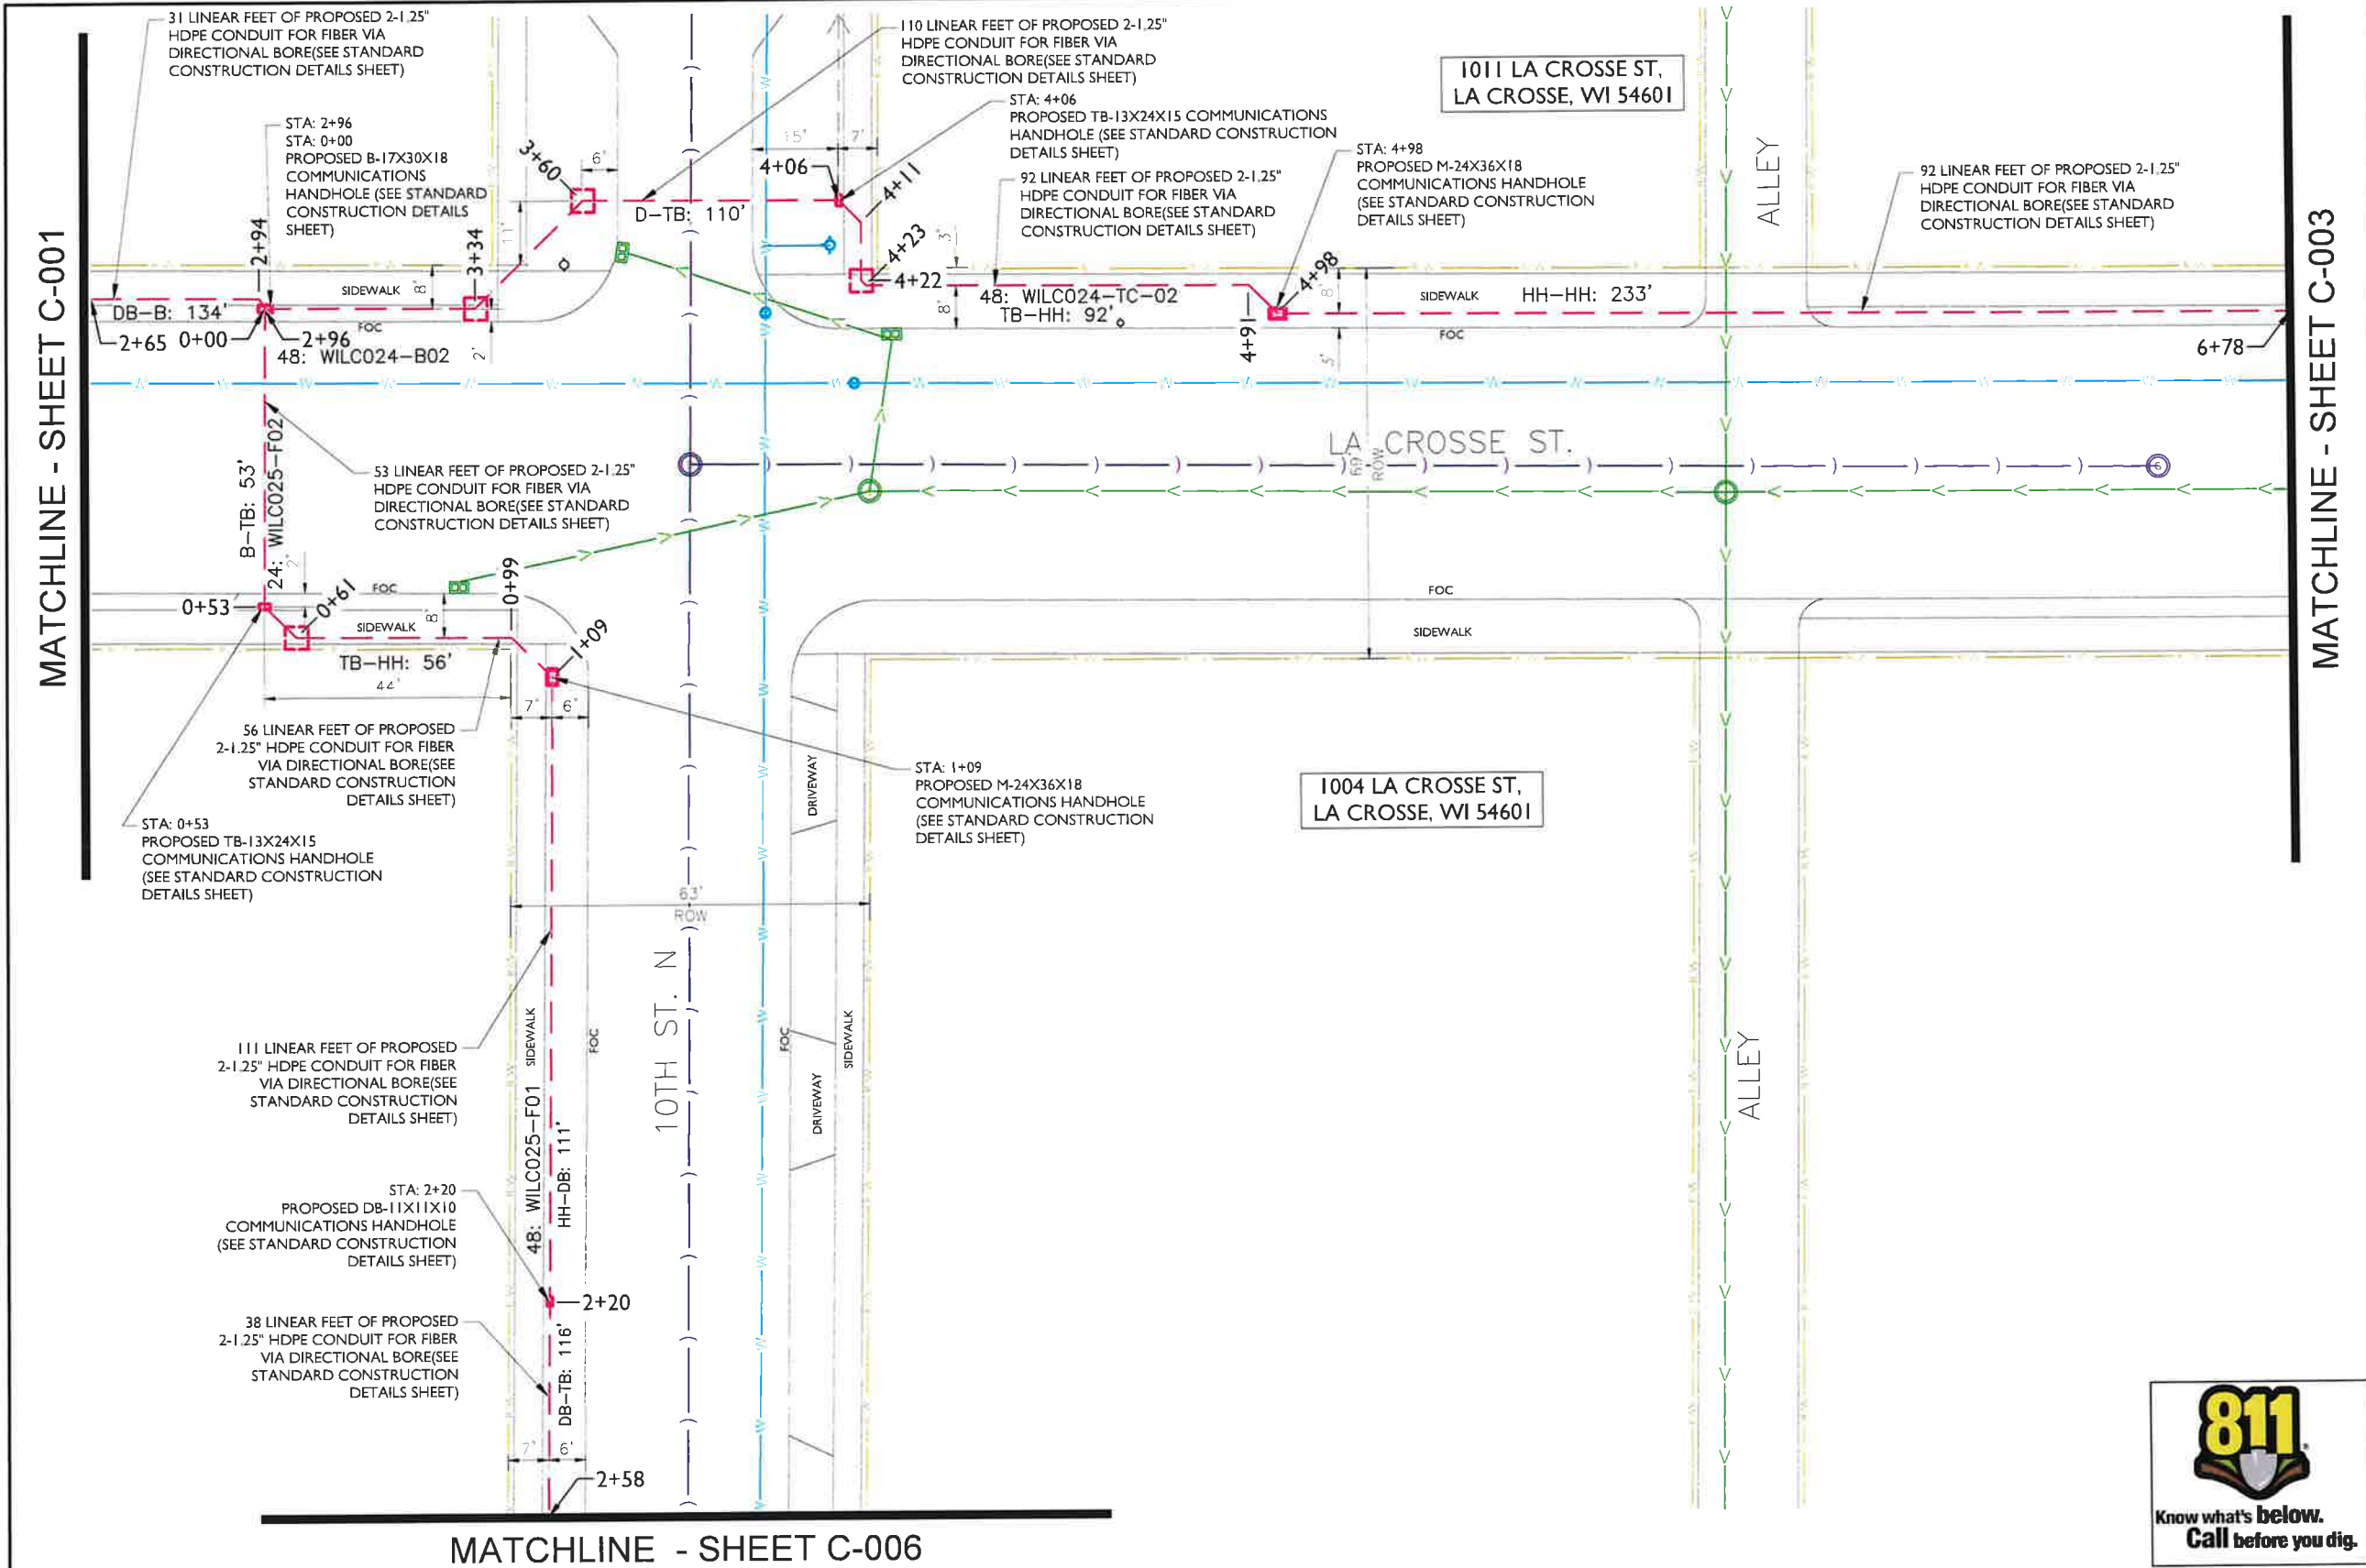 31 LINEAR FEET OF PROPOSED 2-1.25"
HDPE CONDUIT FOR FIBER VIA
DIRECTIONAL BORE(SEE STANDARD
CONSTRUCTION DETAILS SHEET)
110 LINEAR FEET OF PROPOSED 2-1.25"
HDPE CONDUIT FOR FIBER VIA
DIRECTIONAL BORE(SEE STANDARD
CONSTRUCTION DETAILS SHEET)
1011 LA CROSSE ST,
LA CROSSE, WI 54601
STA: 2+96
STA: 0+00
PROPOSED B-17X30X18
COMMUNICATIONS
HANDHOLE (SEE STANDARD
CONSTRUCTION DETAILS
SHEET)
STA: 4+06
PROPOSED TB-13X24X15 COMMUNICATIONS
HANDHOLE (SEE STANDARD CONSTRUCTION
DETAILS SHEET)
92 LINEAR FEET OF PROPOSED 2-1.25"
HDPE CONDUIT FOR FIBER VIA
DIRECTIONAL BORE(SEE STANDARD
CONSTRUCTION DETAILS SHEET)
STA: 4+98
PROPOSED M-24X36X18
COMMUNICATIONS HANDHOLE
(SEE STANDARD CONSTRUCTION
DETAILS SHEET)
92 LINEAR FEET OF PROPOSED 2-1.25"
HDPE CONDUIT FOR FIBER VIA
DIRECTIONAL BORE(SEE STANDARD
CONSTRUCTION DETAILS SHEET)
ALLEY
MATCHLINE - SHEET C-001
MATCHLINE - SHEET C-003
3+60
6'
15'
7'
4+06
4+11
D-TB: 110'
11'
2+94
3+34
4+23
4+22
3'
8'
4+98
8'
SIDEWALK
8'
DB-B: 134'
FOC
2+65
0+00
2+96
48: WILC024-B02
2'
48: WILC024-TC-02
TB-HH: 92'
4+91
SIDEWALK
HH-HH: 233'
FOC
5'
6+78
LA CROSSE ST.
69'
ROW
B-TB: 53'
24: WILC025-F02
53 LINEAR FEET OF PROPOSED 2-1.25"
HDPE CONDUIT FOR FIBER VIA
DIRECTIONAL BORE(SEE STANDARD
CONSTRUCTION DETAILS SHEET)
2'
0+53
0+61
FOC
0+99
8'
SIDEWALK
1+09
TB-HH: 56'
44'
7'
6'
FOC
SIDEWALK
56 LINEAR FEET OF PROPOSED
2-1.25" HDPE CONDUIT FOR FIBER
VIA DIRECTIONAL BORE(SEE
STANDARD CONSTRUCTION
DETAILS SHEET)
STA: 0+53
PROPOSED TB-13X24X15
COMMUNICATIONS HANDHOLE
(SEE STANDARD CONSTRUCTION
DETAILS SHEET)
DRIVEWAY
STA: 1+09
PROPOSED M-24X36X18
COMMUNICATIONS HANDHOLE
(SEE STANDARD CONSTRUCTION
DETAILS SHEET)
1004 LA CROSSE ST,
LA CROSSE, WI 54601
63'
ROW
10TH ST. N
111 LINEAR FEET OF PROPOSED
2-1.25" HDPE CONDUIT FOR FIBER
VIA DIRECTIONAL BORE(SEE
STANDARD CONSTRUCTION
DETAILS SHEET)
SIDEWALK
FOC
FOC
SIDEWALK
DRIVEWAY
ALLEY
48: WILC025-F01
HH-DB: 111'
STA: 2+20
PROPOSED DB-11X11X10
COMMUNICATIONS HANDHOLE
(SEE STANDARD CONSTRUCTION
DETAILS SHEET)
2+20
38 LINEAR FEET OF PROPOSED
2-1.25" HDPE CONDUIT FOR FIBER
VIA DIRECTIONAL BORE(SEE
STANDARD CONSTRUCTION
DETAILS SHEET)
DB-TB: 116'
7'
6'
2+58
MATCHLINE - SHEET C-006
811
Know what's below.
Call before you dig.